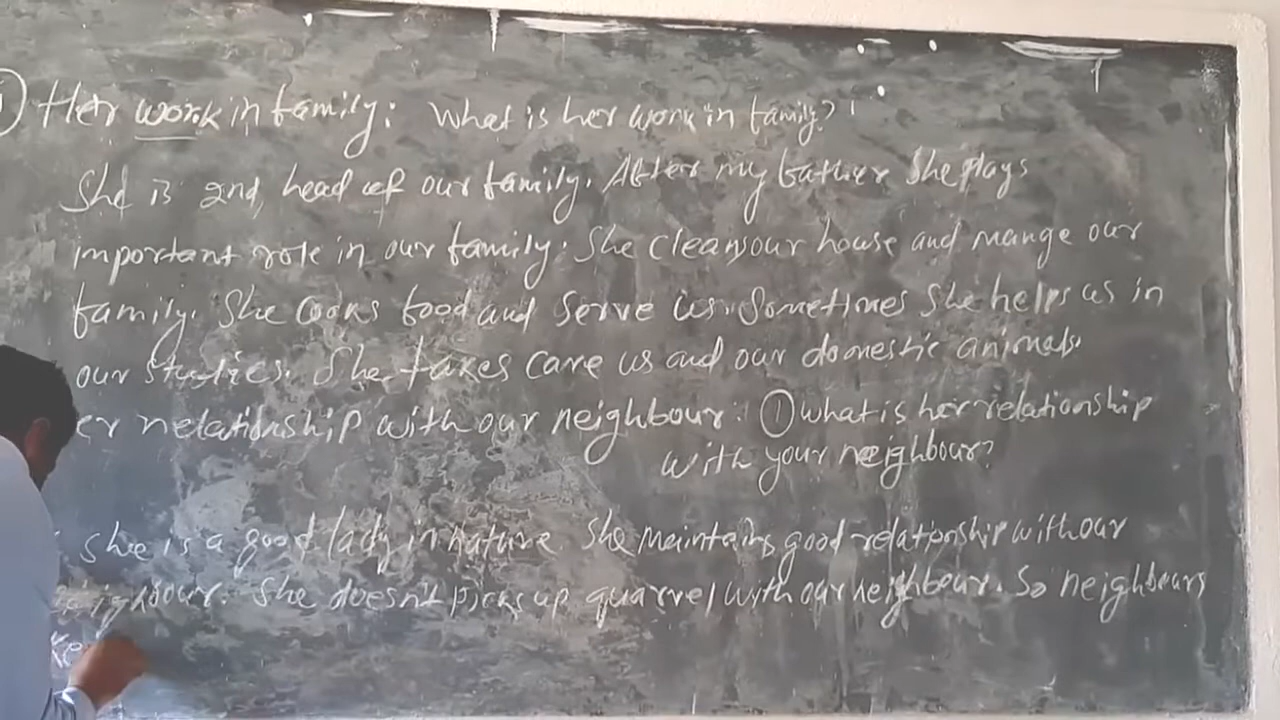 Her work in family: What is her work in family?
She is 2nd head of our family. After my father she plays
important role in our family. She cleans our house and mange our
family. She cooks food and serve us. Sometimes she helps us in
our studies. She takes care us and our domestic animals.
er relationship with our neighbour: ① what is her relationship
with your neighbour?
She is a good lady in nature. She maintains good relationship with our
neighbour. She doesn't picks up quarrel with our neighbour. So neighbours